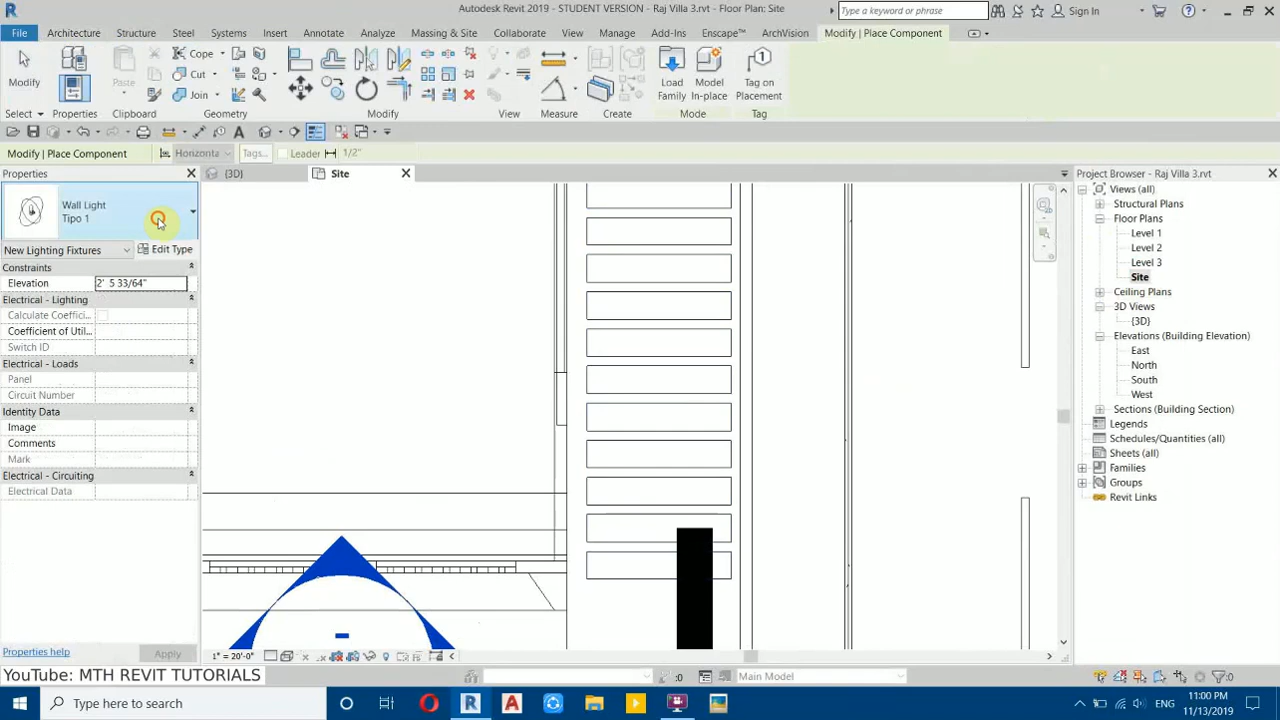 Autodesk Revit 2019 - STUDENT VERSION - Raj Villa 3.rvt - Floor Plan: Site
Type a keyword or phrase
Sign In
File Architecture Structure Steel Systems Insert Annotate Analyze Massing & Site Collaborate View Manage Add-Ins Enscape™ ArchVision Modify | Place Component
Modify
Paste
Cope
Cut
Join
Load Family
Model In-place
Tag on Placement
Select Properties Clipboard Geometry Modify View Measure Create Mode Tag
Modify | Place Component Horizonta Tags... Leader 1/2"
Properties
{3D}
Site
Project Browser - Raj Villa 3.rvt
Wall Light
Tipo 1
New Lighting Fixtures Edit Type
Constraints
Elevation 2' 5 33/64"
Electrical - Lighting
Calculate Coeffici...
Coefficient of Util...
Switch ID
Electrical - Loads
Panel
Circuit Number
Identity Data
Image
Comments
Mark
Electrical - Circuiting
Electrical Data
Properties help
Apply
Views (all)
Structural Plans
Floor Plans
Level 1
Level 2
Level 3
Site
Ceiling Plans
3D Views
{3D}
Elevations (Building Elevation)
East
North
South
West
Sections (Building Section)
Legends
Schedules/Quantities (all)
Sheets (all)
Families
Groups
Revit Links
1" = 20'-0"
YouTube: MTH REVIT TUTORIALS
:0
Main Model
:0
Type here to search
ENG
11:00 PM
11/13/2019